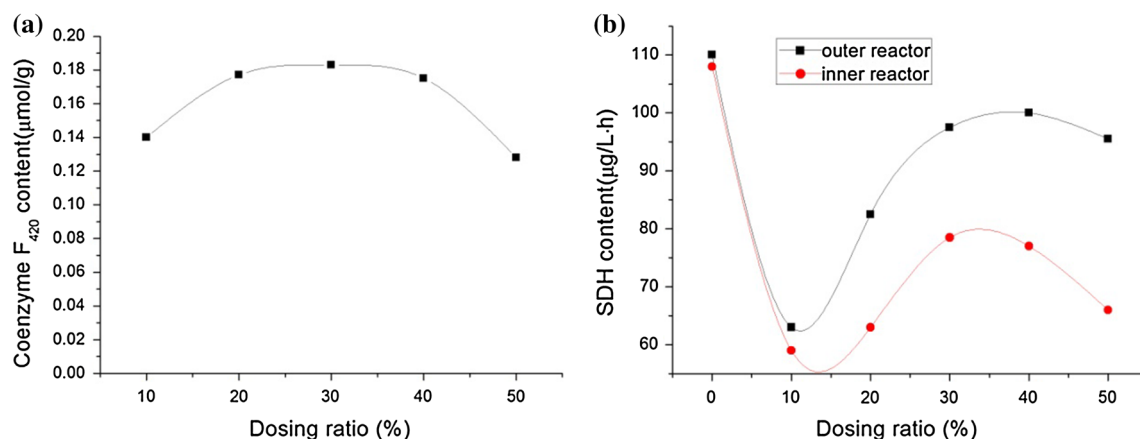 (a)
0.20
0.18
0.16
0.14
0.12
0.10
0.08
0.06
0.04
0.02
0.00
Coenzyme F420 content(μmol/g)
10 20 30 40 50
Dosing ratio (%)
(b)
outer reactor
inner reactor
110
100
90
80
70
60
SDH content(μg/L·h)
0 10 20 30 40 50
Dosing ratio (%)